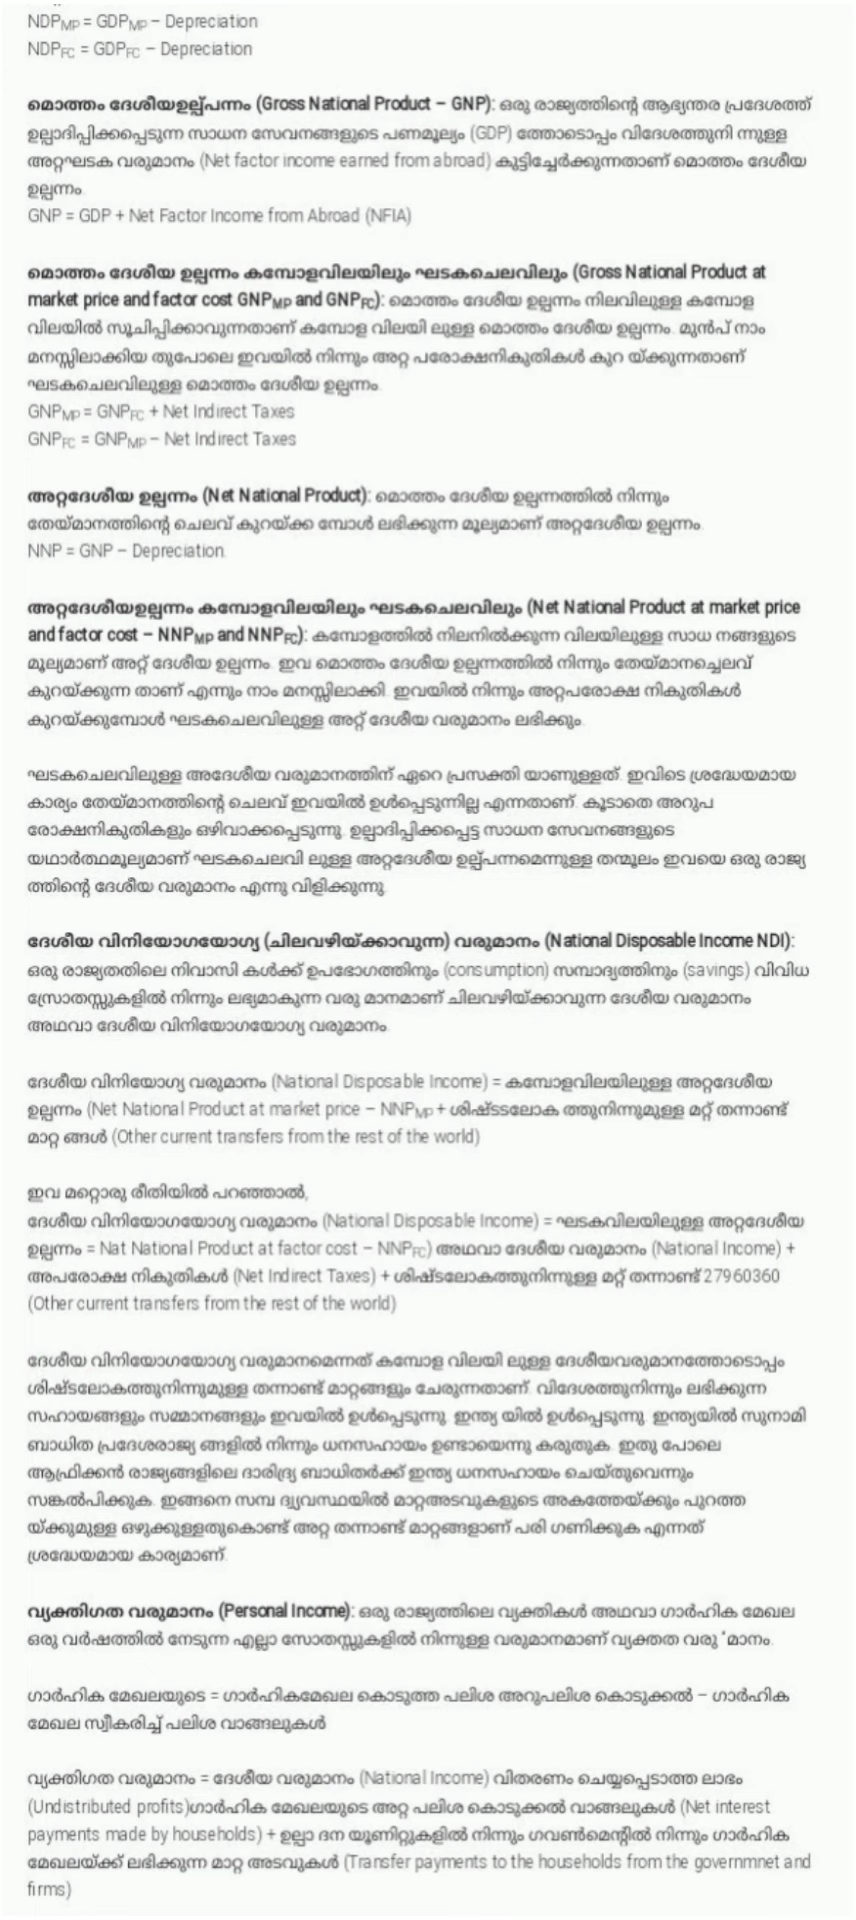 NDPMP = GDPMP – Depreciation
NDPFC = GDPFC – Depreciation
മൊത്തം ദേശീയഉല്പ്പന്നം (Gross National Product – GNP): ഒരു രാജ്യത്തിന്റെ ആഭ്യന്തര പ്രദേശത്ത്
ഉല്പാദിപ്പിക്കപ്പെടുന്ന സാധന സേവനങ്ങളുടെ പണമൂല്യം (GDP) ത്തോടൊപ്പം വിദേശത്തുനി ന്നുള്ള
അറ്റഘടക വരുമാനം (Net factor income earned from abroad) കുട്ടിച്ചേർക്കുന്നതാണ് മൊത്തം ദേശീയ
ഉല്പന്നം.
GNP = GDP + Net Factor Income from Abroad (NFIA)
മൊത്തം ദേശീയ ഉല്പന്നം കമ്പോളവിലയിലും ഘടകചെലവിലും (Gross National Product at
market price and factor cost GNPMP and GNPFC): മൊത്തം ദേശീയ ഉല്പന്നം നിലവിലുള്ള കമ്പോള
വിലയിൽ സൂചിപ്പിക്കാവുന്നതാണ് കമ്പോള വിലയി ലുള്ള മൊത്തം ദേശീയ ഉല്പന്നം. മുൻപ് നാം
മനസ്സിലാക്കിയ തുപോലെ ഇവയിൽ നിന്നും അറ്റ പരോക്ഷനികുതികൾ കുറ യ്ക്കുന്നതാണ്
ഘടകചെലവിലുള്ള മൊത്തം ദേശീയ ഉല്പന്നം.
GNPMP = GNPFC + Net Indirect Taxes
GNPFC = GNPMP – Net Indirect Taxes
അറ്റദേശീയ ഉല്പന്നം (Net National Product): മൊത്തം ദേശീയ ഉല്പന്നത്തിൽ നിന്നും
തേയ്മാനത്തിന്റെ ചെലവ് കുറയ്ക്ക മ്പോൾ ലഭിക്കുന്ന മൂല്യമാണ് അറ്റദേശീയ ഉല്പന്നം.
NNP = GNP – Depreciation.
അറ്റദേശീയഉല്പന്നം കമ്പോളവിലയിലും ഘടകചെലവിലും (Net National Product at market price
and factor cost – NNPMP and NNPFC): കമ്പോളത്തിൽ നിലനിൽക്കുന്ന വിലയിലുള്ള സാധ നങ്ങളുടെ
മൂല്യമാണ് അറ്റ് ദേശീയ ഉല്പന്നം. ഇവ മൊത്തം ദേശീയ ഉല്പന്നത്തിൽ നിന്നും തേയ്മാനച്ചെലവ്
കുറയ്ക്കുന്ന താണ് എന്നും നാം മനസ്സിലാക്കി. ഇവയിൽ നിന്നും അറ്റപരോക്ഷ നികുതികൾ
കുറയ്ക്കുമ്പോൾ ഘടകചെലവിലുള്ള അറ്റ് ദേശീയ വരുമാനം ലഭിക്കും.
ഘടകചെലവിലുള്ള അദേശീയ വരുമാനത്തിന് ഏറെ പ്രസക്തി യാണുള്ളത്. ഇവിടെ ശ്രദ്ധേയമായ
കാര്യം തേയ്മാനത്തിന്റെ ചെലവ് ഇവയിൽ ഉൾപ്പെടുന്നില്ല എന്നതാണ്. കൂടാതെ അറുപ
രോക്ഷനികുതികളും ഒഴിവാക്കപ്പെടുന്നു. ഉല്പാദിപ്പിക്കപ്പെട്ട സാധന സേവനങ്ങളുടെ
യഥാർത്ഥമൂല്യമാണ് ഘടകചെലവി ലുള്ള അറ്റദേശീയ ഉല്പ്പന്നമെന്നുള്ള തന്മൂലം ഇവയെ ഒരു രാജ്യ
ത്തിന്റെ ദേശീയ വരുമാനം എന്നു വിളിക്കുന്നു.
ദേശീയ വിനിയോഗയോഗ്യ (ചിലവഴിയ്ക്കാവുന്ന) വരുമാനം (National Disposable Income NDI):
ഒരു രാജ്യതതിലെ നിവാസി കൾക്ക് ഉപഭോഗത്തിനും (consumption) സമ്പാദ്യത്തിനും (savings) വിവിധ
സ്രോതസ്സുകളിൽ നിന്നും ലഭ്യമാകുന്ന വരു മാനമാണ് ചിലവഴിയ്ക്കാവുന്ന ദേശീയ വരുമാനം
അഥവാ ദേശീയ വിനിയോഗയോഗ്യ വരുമാനം.
ദേശീയ വിനിയോഗ്യ വരുമാനം (National Disposable Income) = കമ്പോളവിലയിലുള്ള അറ്റദേശീയ
ഉല്പന്നം (Net National Product at market price – NNPMP + ശിഷ്ടടലോക ത്തുനിന്നുമുള്ള മറ്റ് തന്നാണ്ട്
മാറ്റ ങ്ങൾ (Other current transfers from the rest of the world)
ഇവ മറ്റൊരു രീതിയിൽ പറഞ്ഞാൽ,
ദേശീയ വിനിയോഗയോഗ്യ വരുമാനം (National Disposable Income) = ഘടകവിലയിലുള്ള അറ്റദേശീയ
ഉല്പന്നം = Nat National Product at factor cost – NNPFC) അഥവാ ദേശീയ വരുമാനം (National Income) +
അപരോക്ഷ നികുതികൾ (Net Indirect Taxes) + ശിഷ്ടലോകത്തുനിന്നുള്ള മറ്റ് തന്നാണ്ട് 27960360
(Other current transfers from the rest of the world)
ദേശീയ വിനിയോഗയോഗ്യ വരുമാനമെന്നത് കമ്പോള വിലയി ലുള്ള ദേശീയവരുമാനത്തോടൊപ്പം
ശിഷ്ടലോകത്തുനിന്നുമുള്ള തന്നാണ്ട് മാറ്റങ്ങളും ചേരുന്നതാണ്. വിദേശത്തുനിന്നും ലഭിക്കുന്ന
സഹായങ്ങളും സമ്മാനങ്ങളും ഇവയിൽ ഉൾപ്പെടുന്നു. ഇന്ത്യ യിൽ ഉൾപ്പെടുന്നു. ഇന്ത്യയിൽ സുനാമി
ബാധിത പ്രദേശരാജ്യ ങ്ങളിൽ നിന്നും ധനസഹായം ഉണ്ടായെന്നു കരുതുക. ഇതു പോലെ
ആഫ്രിക്കൻ രാജ്യങ്ങളിലെ ദാരിദ്ര്യ ബാധിതർക്ക് ഇന്ത്യ ധനസഹായം ചെയ്തുവെന്നും
സങ്കൽപിക്കുക. ഇങ്ങനെ സമ്പ ദ്വ്യവസ്ഥയിൽ മാറ്റഅടവുകളുടെ അകത്തേയ്ക്കും പുറത്ത
യ്ക്കുമുള്ള ഒഴുക്കുള്ളതുകൊണ്ട് അറ്റ തന്നാണ്ട് മാറ്റങ്ങളാണ് പരി ഗണിക്കുക എന്നത്
ശ്രദ്ധേയമായ കാര്യമാണ്.
വ്യക്തിഗത വരുമാനം (Personal Income): ഒരു രാജ്യത്തിലെ വ്യക്തികൾ അഥവാ ഗാർഹിക മേഖല
ഒരു വർഷത്തിൽ നേടുന്ന എല്ലാ സോതസ്സുകളിൽ നിന്നുള്ള വരുമാനമാണ് വ്യക്തത വരു ്മാനം.
ഗാർഹിക മേഖലയുടെ = ഗാർഹികമേഖല കൊടുത്ത പലിശ അറുപലിശ കൊടുക്കൽ – ഗാർഹിക
മേഖല സ്വീകരിച്ച് പലിശ വാങ്ങലുകൾ
വ്യക്തിഗത വരുമാനം = ദേശീയ വരുമാനം (National Income) വിതരണം ചെയ്യപ്പെടാത്ത ലാഭം
(Undistributed profits)ഗാർഹിക മേഖലയുടെ അറ്റ പലിശ കൊടുക്കൽ വാങ്ങലുകൾ (Net interest
payments made by households) + ഉല്പാ ദന യൂണിറ്റുകളിൽ നിന്നും ഗവൺമെന്റിൽ നിന്നും ഗാർഹിക
മേഖലയ്ക്ക് ലഭിക്കുന്ന മാറ്റ അടവുകൾ (Transfer payments to the households from the governmnet and
firms)